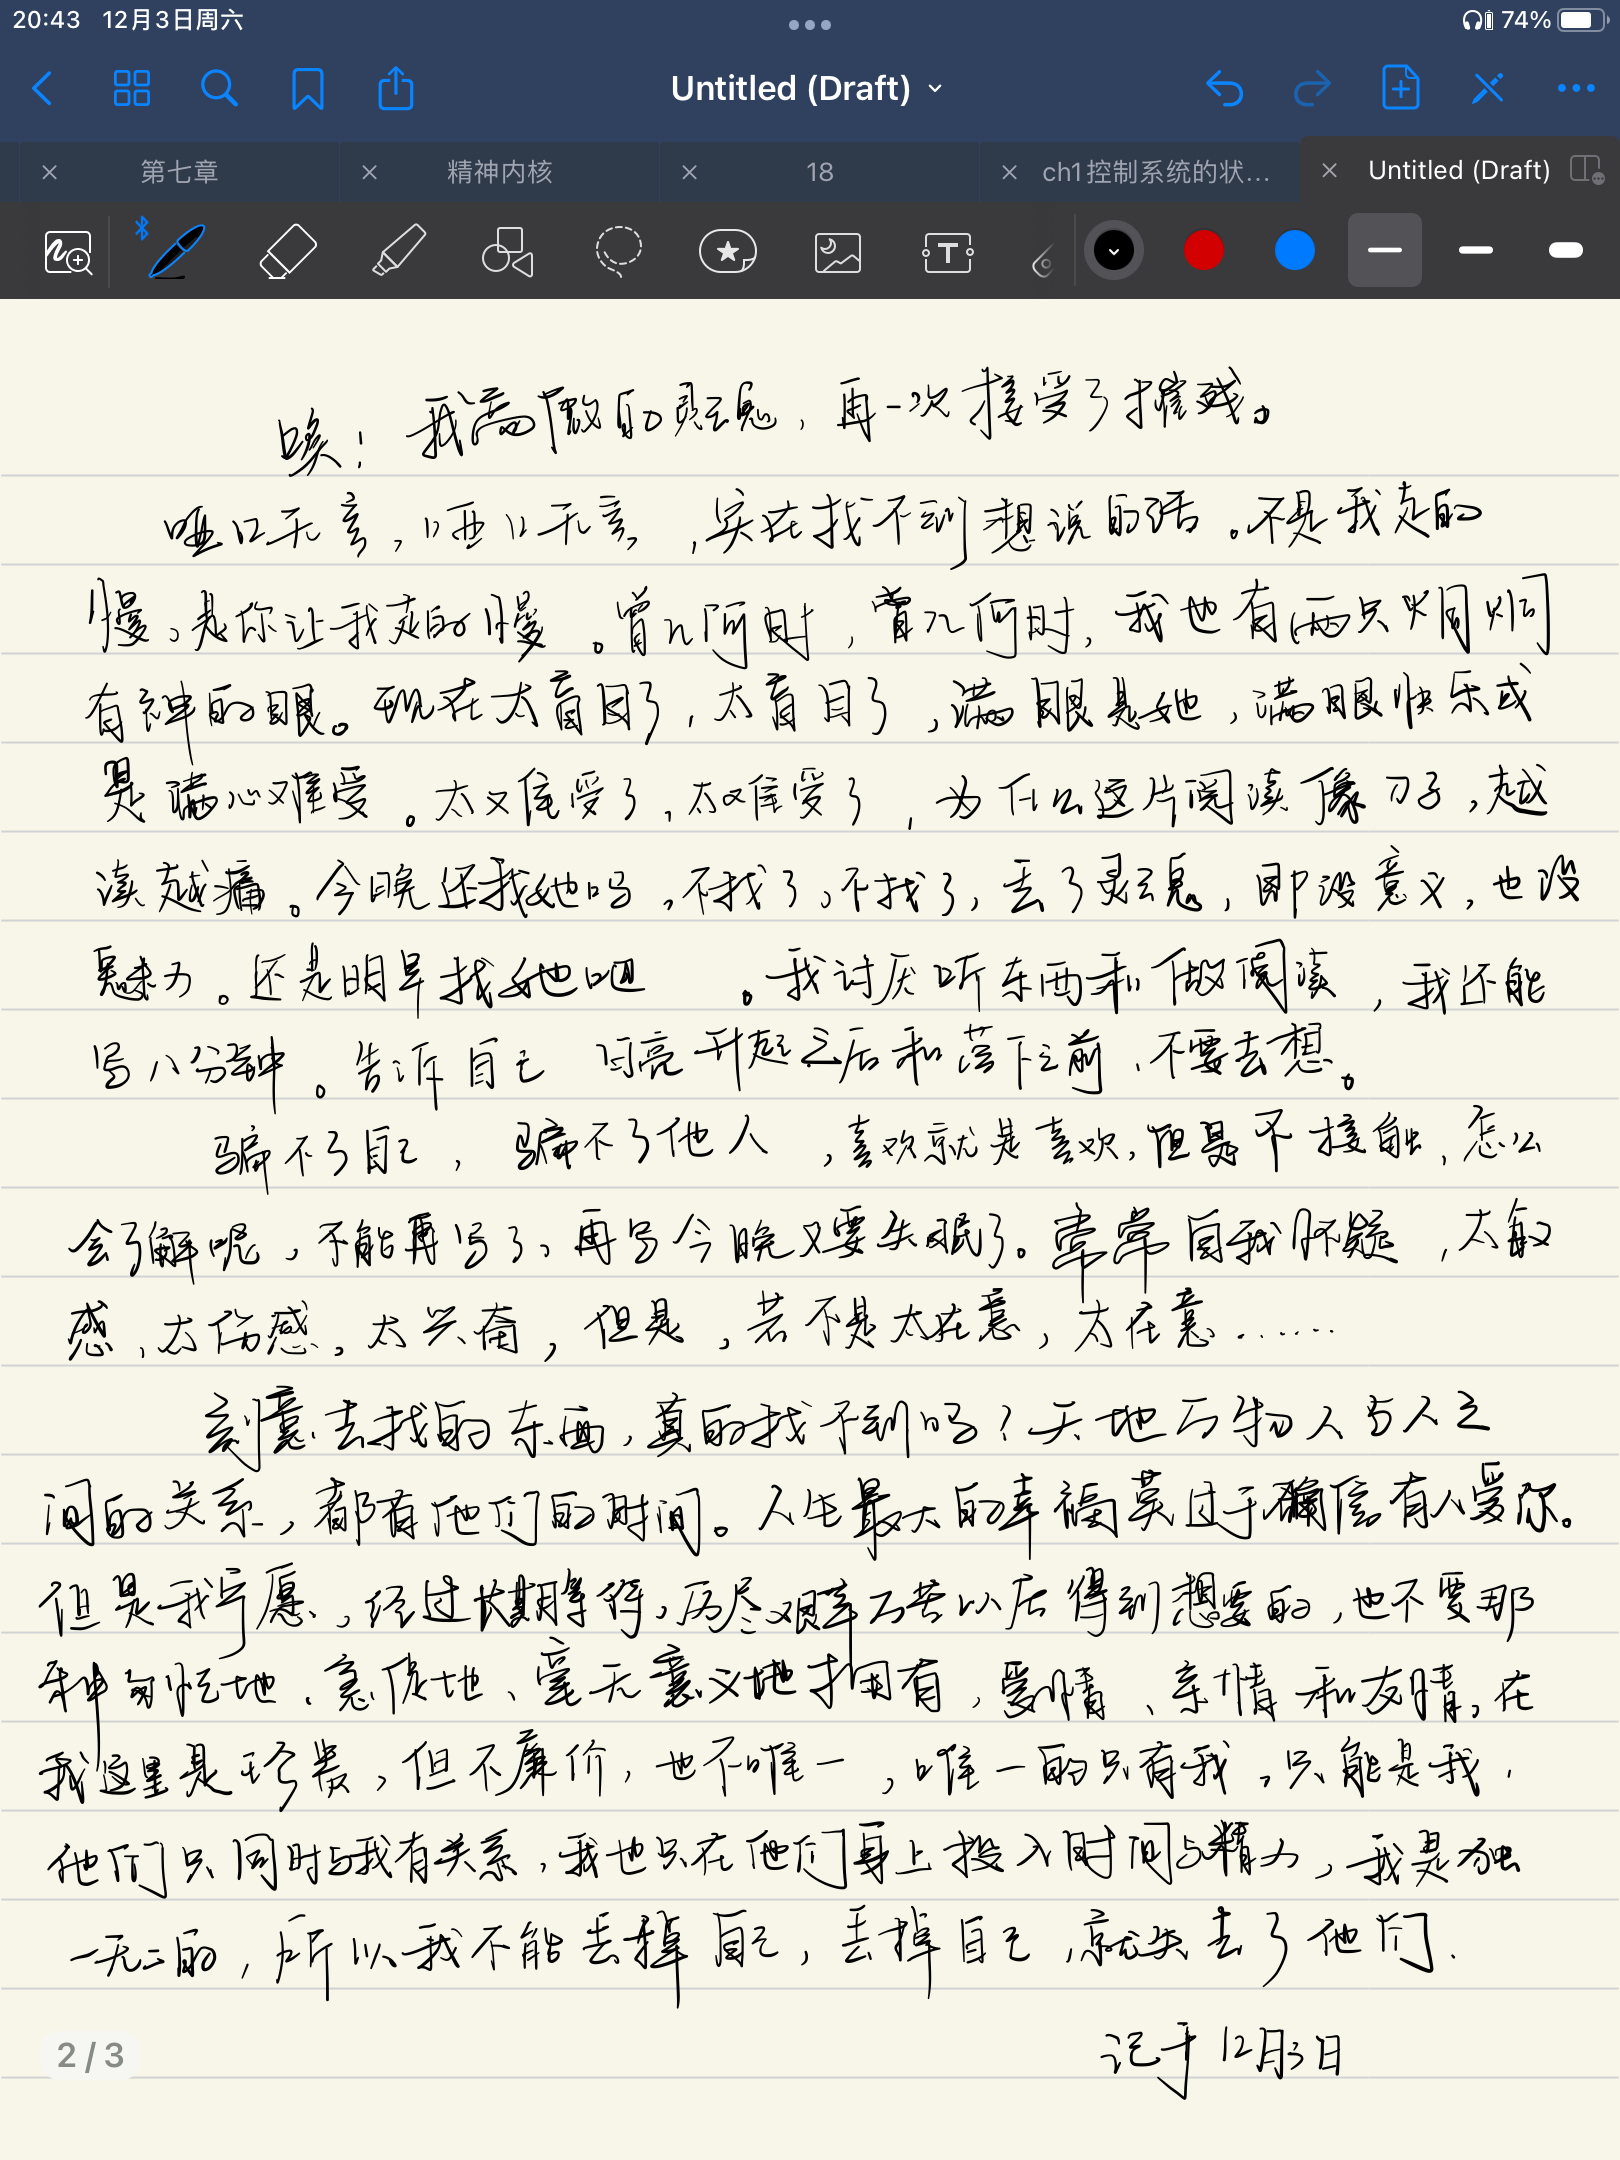 20:43 12月3日周六
74%
Untitled (Draft)
第七章
精神内核
18
ch1控制系统的状…
Untitled (Draft)
唉！我高傲的灵魂，再一次接受了摧残。
哑口无言，哑口无言，实在找不到想说的话。不是我走的
慢、是你让我走的慢。曾几何时，曾几何时，我也有两只炯炯
有神的眼。现在太盲目了，太盲目了，满眼是她，满眼快乐或
是满心难受。太难受了，太难受了，为什么这片阅读像刀子，越
读越痛。今晚还找她吗，不找了，不找了，丢了灵魂，即没意义，也没
魅力。还是明早找她吧。我讨厌听东西和做阅读，我还能
写八分钟。告诉自己 月亮升起之后和落下之前、不要去想。
骗不了自己，骗不了他人，喜欢就是喜欢，但是不接触，怎么
会了解呢、不能再写了、再写今晚又要失眠了。常常自我怀疑，太敏
感、太伤感、太兴奋，但是，若不是太在意，太在意……
刻意去找的东西，真的找不到吗？天地万物人与人之
间的关系，都有他们的时间。人生最大的幸福莫过于确信有人爱你。
但是我宁愿、经过长期等待，历尽艰辛万苦以后得到想要的，也不要那
种匆忙地、急促地、毫无意义地拥有，爱情、亲情和友情，在
我这里是珍贵，但不廉价，也不唯一，唯一的只有我，只能是我，
他们只同时与我有关系，我也只在他们身上投入时间与精力，我是独
一无二的，所以我不能丢掉自己，丢掉自己，就失去了他们.
记于12月3日
2 / 3